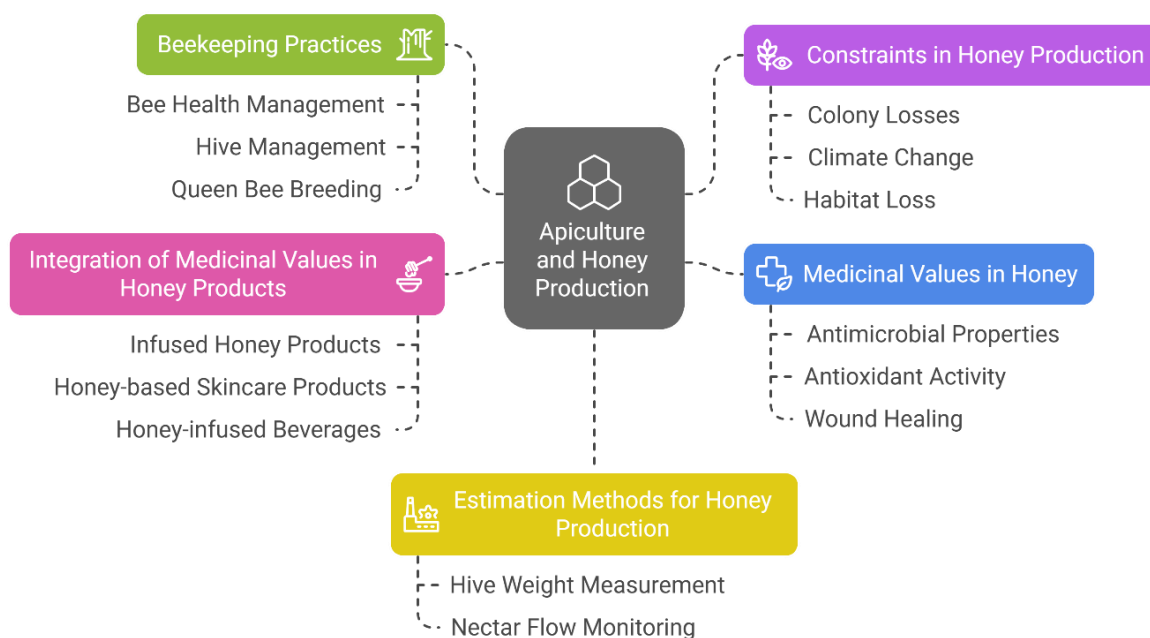 Beekeeping Practices
Bee Health Management
Hive Management
Queen Bee Breeding
Constraints in Honey Production
Colony Losses
Climate Change
Habitat Loss
Apiculture
and Honey
Production
Integration of Medicinal Values in
Honey Products
Infused Honey Products
Honey-based Skincare Products
Honey-infused Beverages
Medicinal Values in Honey
Antimicrobial Properties
Antioxidant Activity
Wound Healing
Estimation Methods for Honey
Production
Hive Weight Measurement
Nectar Flow Monitoring